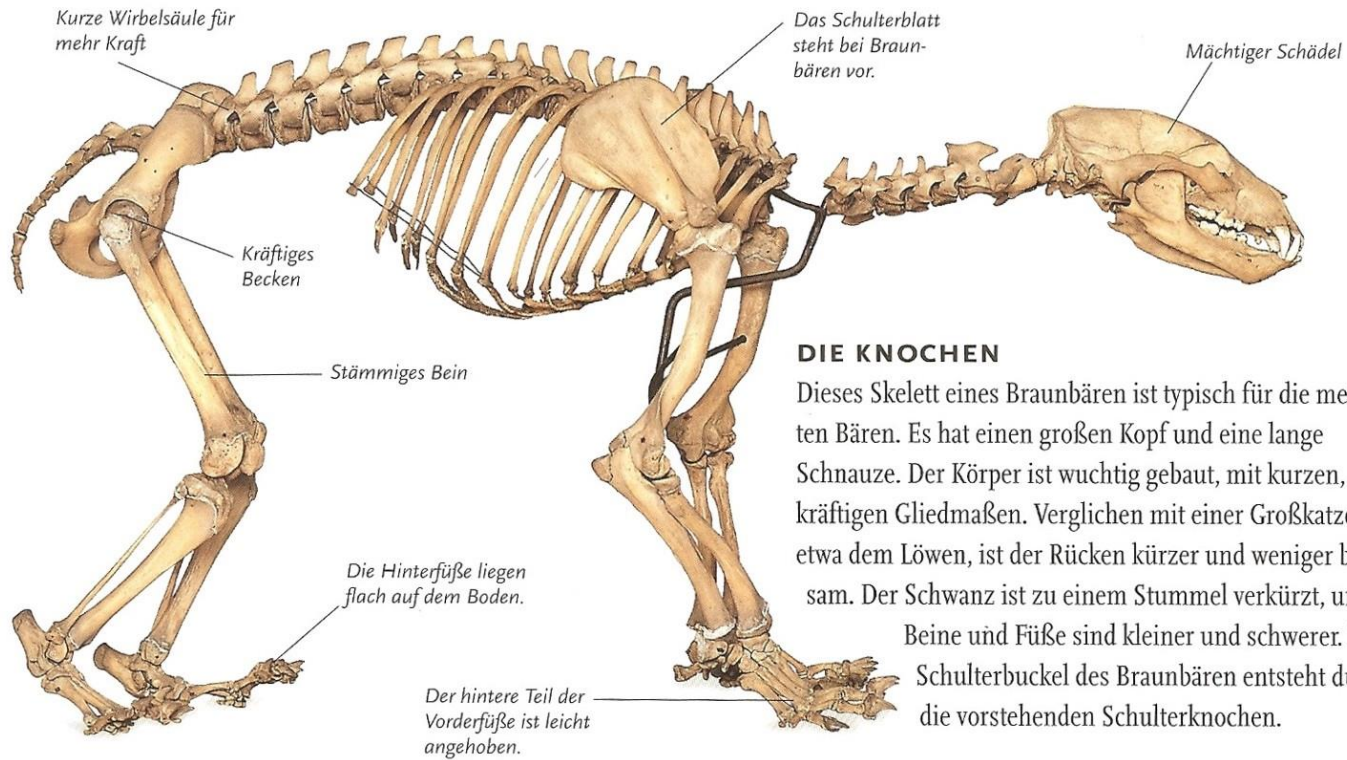 Kurze Wirbelsäule für
mehr Kraft
Das Schulterblatt
steht bei Braun-
bären vor.
Mächtiger Schädel
Kräftiges
Becken
Stämmiges Bein
Die Hinterfüße liegen
flach auf dem Boden.
Der hintere Teil der
Vorderfüße ist leicht
angehoben.
DIE KNOCHEN
Dieses Skelett eines Braunbären ist typisch für die me
ten Bären. Es hat einen großen Kopf und eine lange
Schnauze. Der Körper ist wuchtig gebaut, mit kurzen,
kräftigen Gliedmaßen. Verglichen mit einer Großkatze
etwa dem Löwen, ist der Rücken kürzer und weniger b
sam. Der Schwanz ist zu einem Stummel verkürzt, u
Beine und Füße sind kleiner und schwerer.
Schulterbuckel des Braunbären entsteht du
die vorstehenden Schulterknochen.